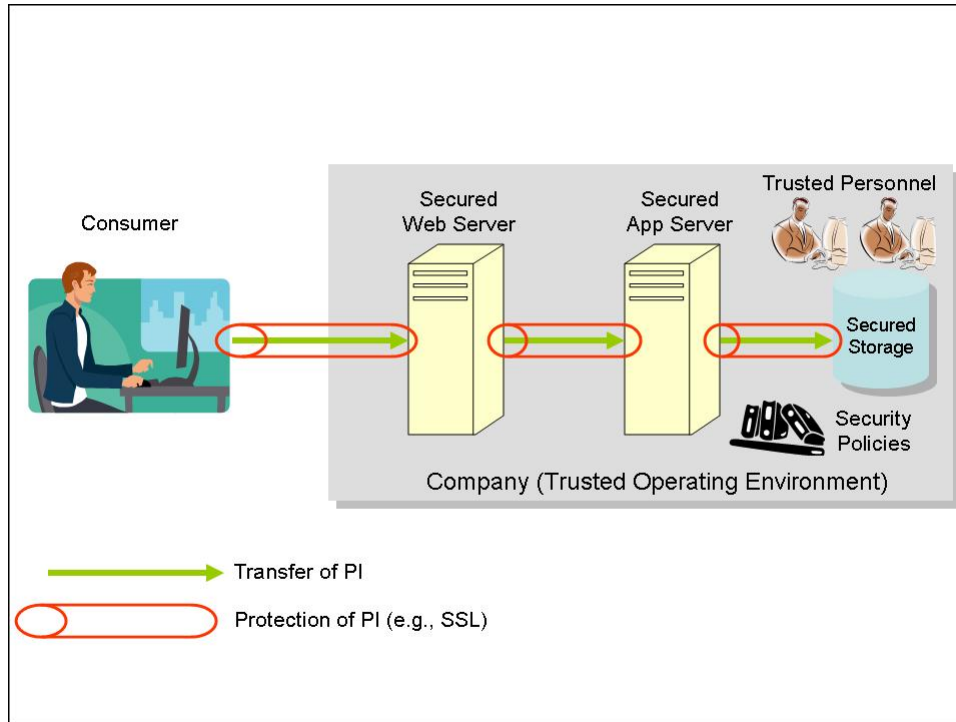 Consumer
Secured
Web Server
Secured
App Server
Trusted Personnel
Secured
Storage
Security
Policies
Company (Trusted Operating Environment)
Transfer of PI
Protection of PI (e.g., SSL)